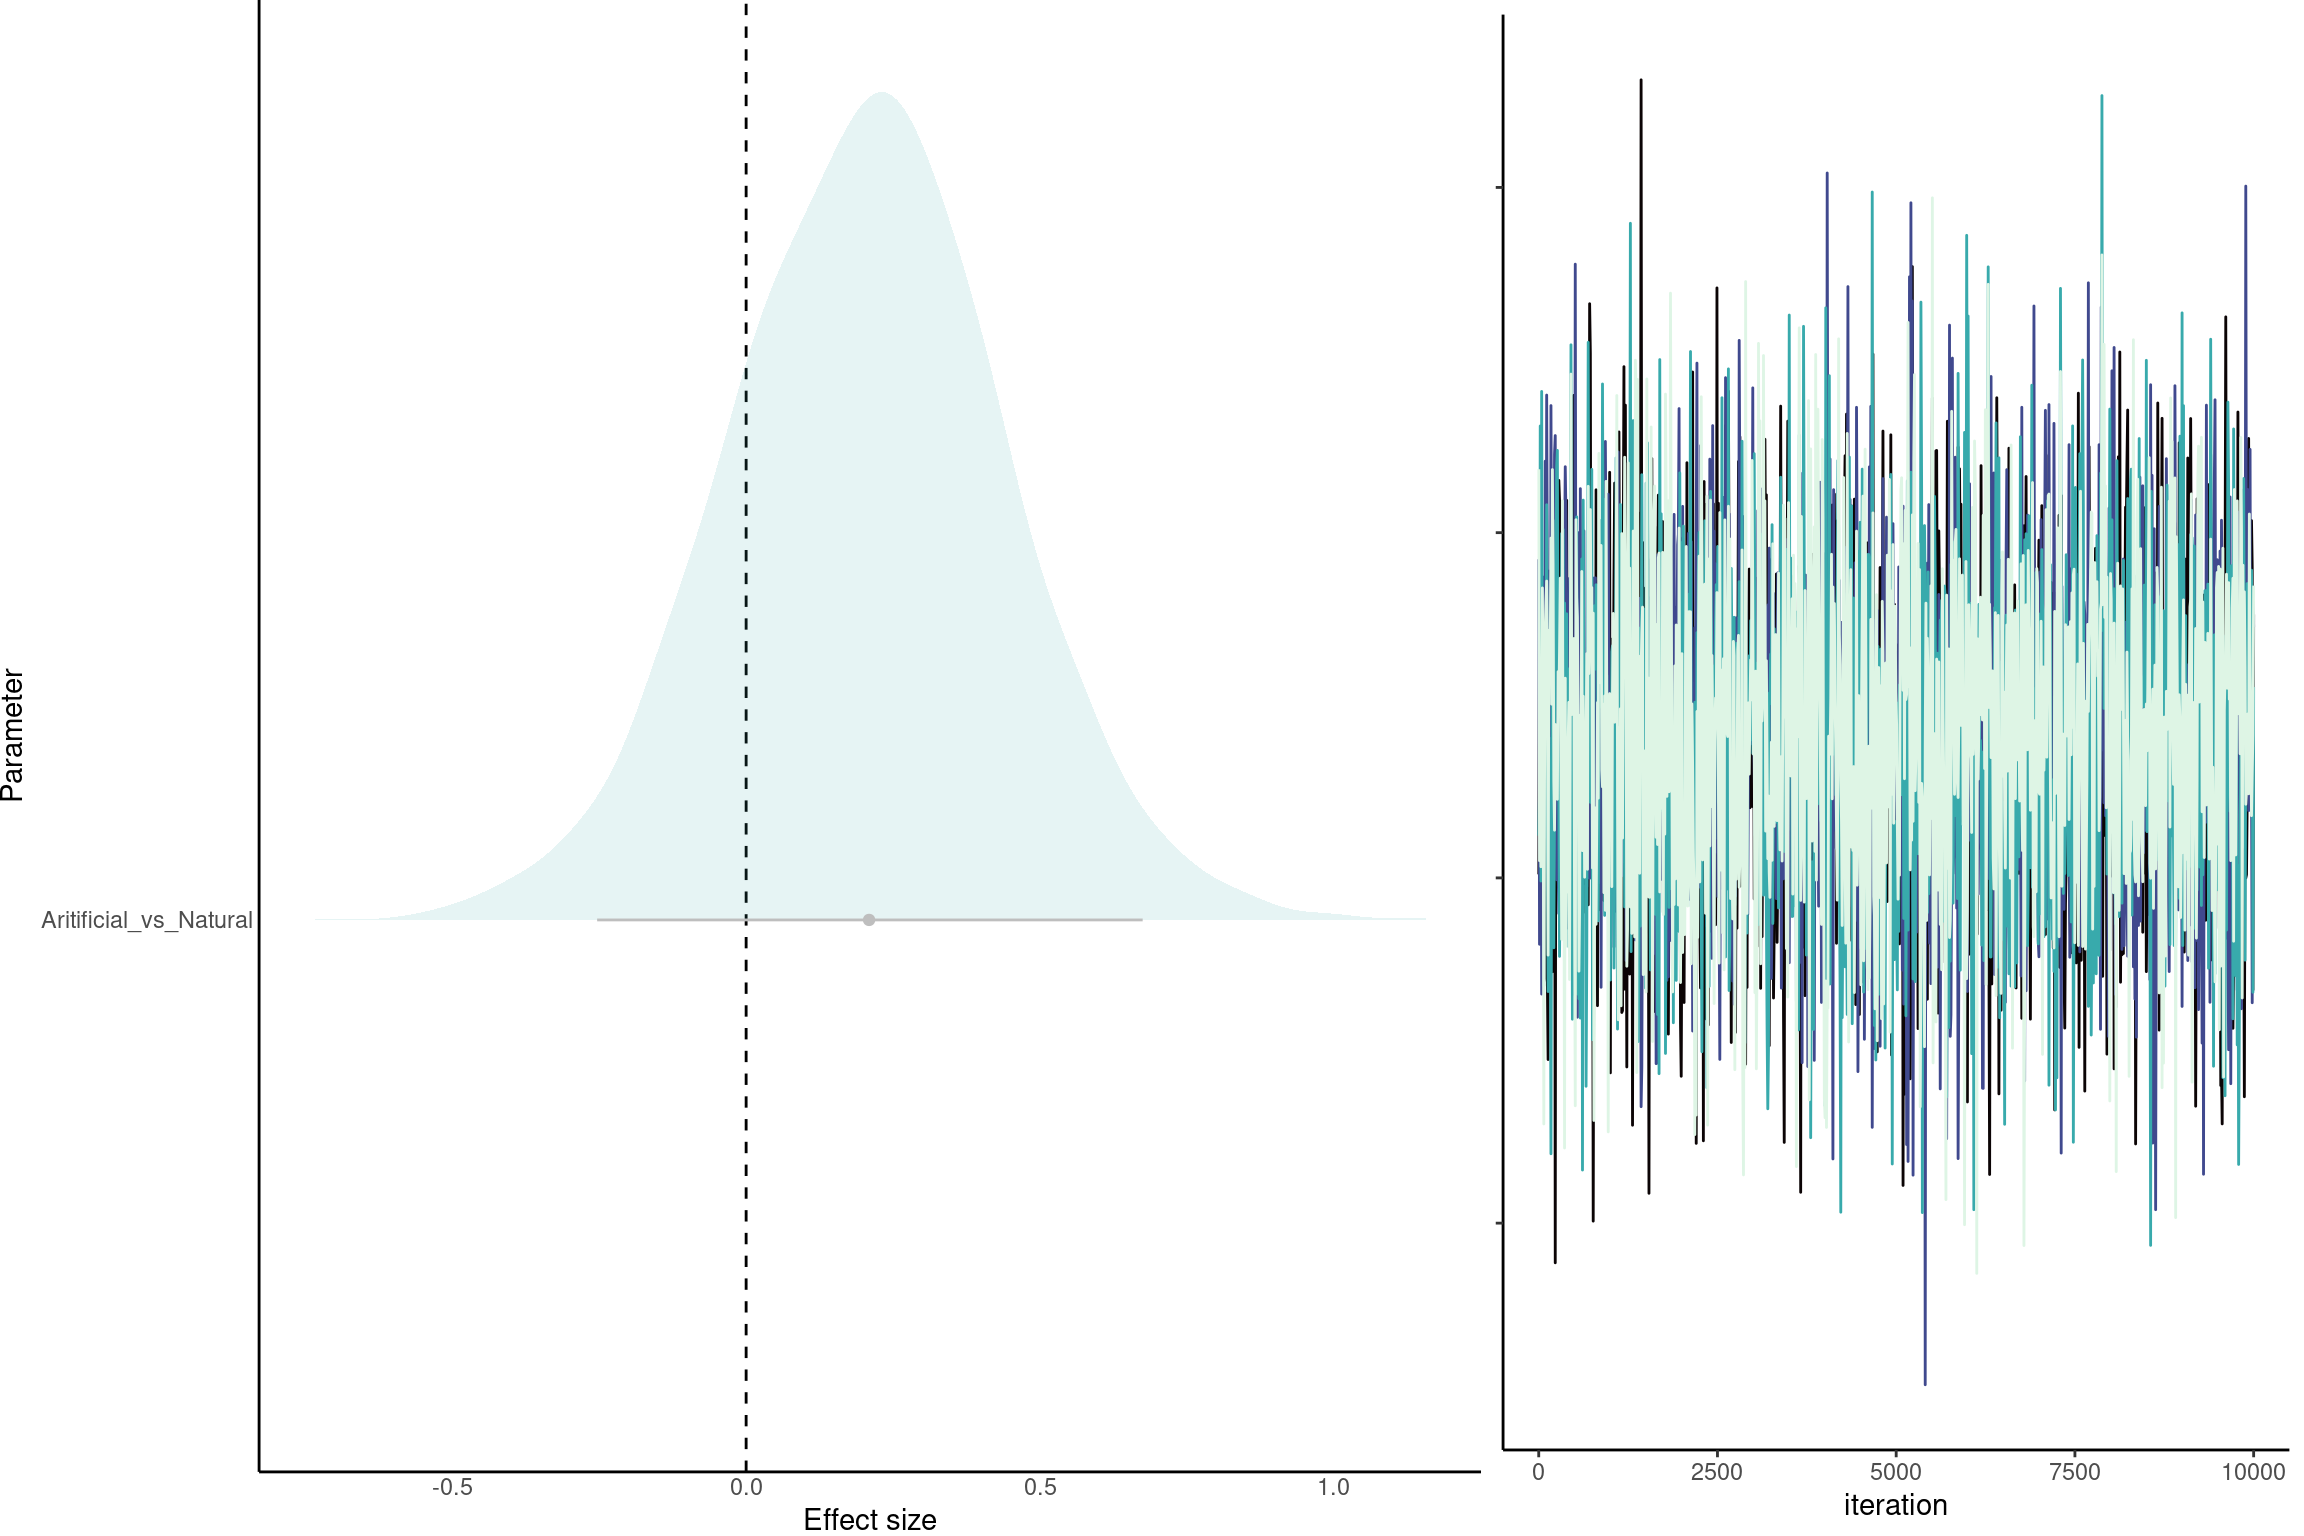 Parameter
Aritificial_vs_Natural
-0.5 0.0 0.5 1.0
Effect size
0 2500 5000 7500 10000
iteration